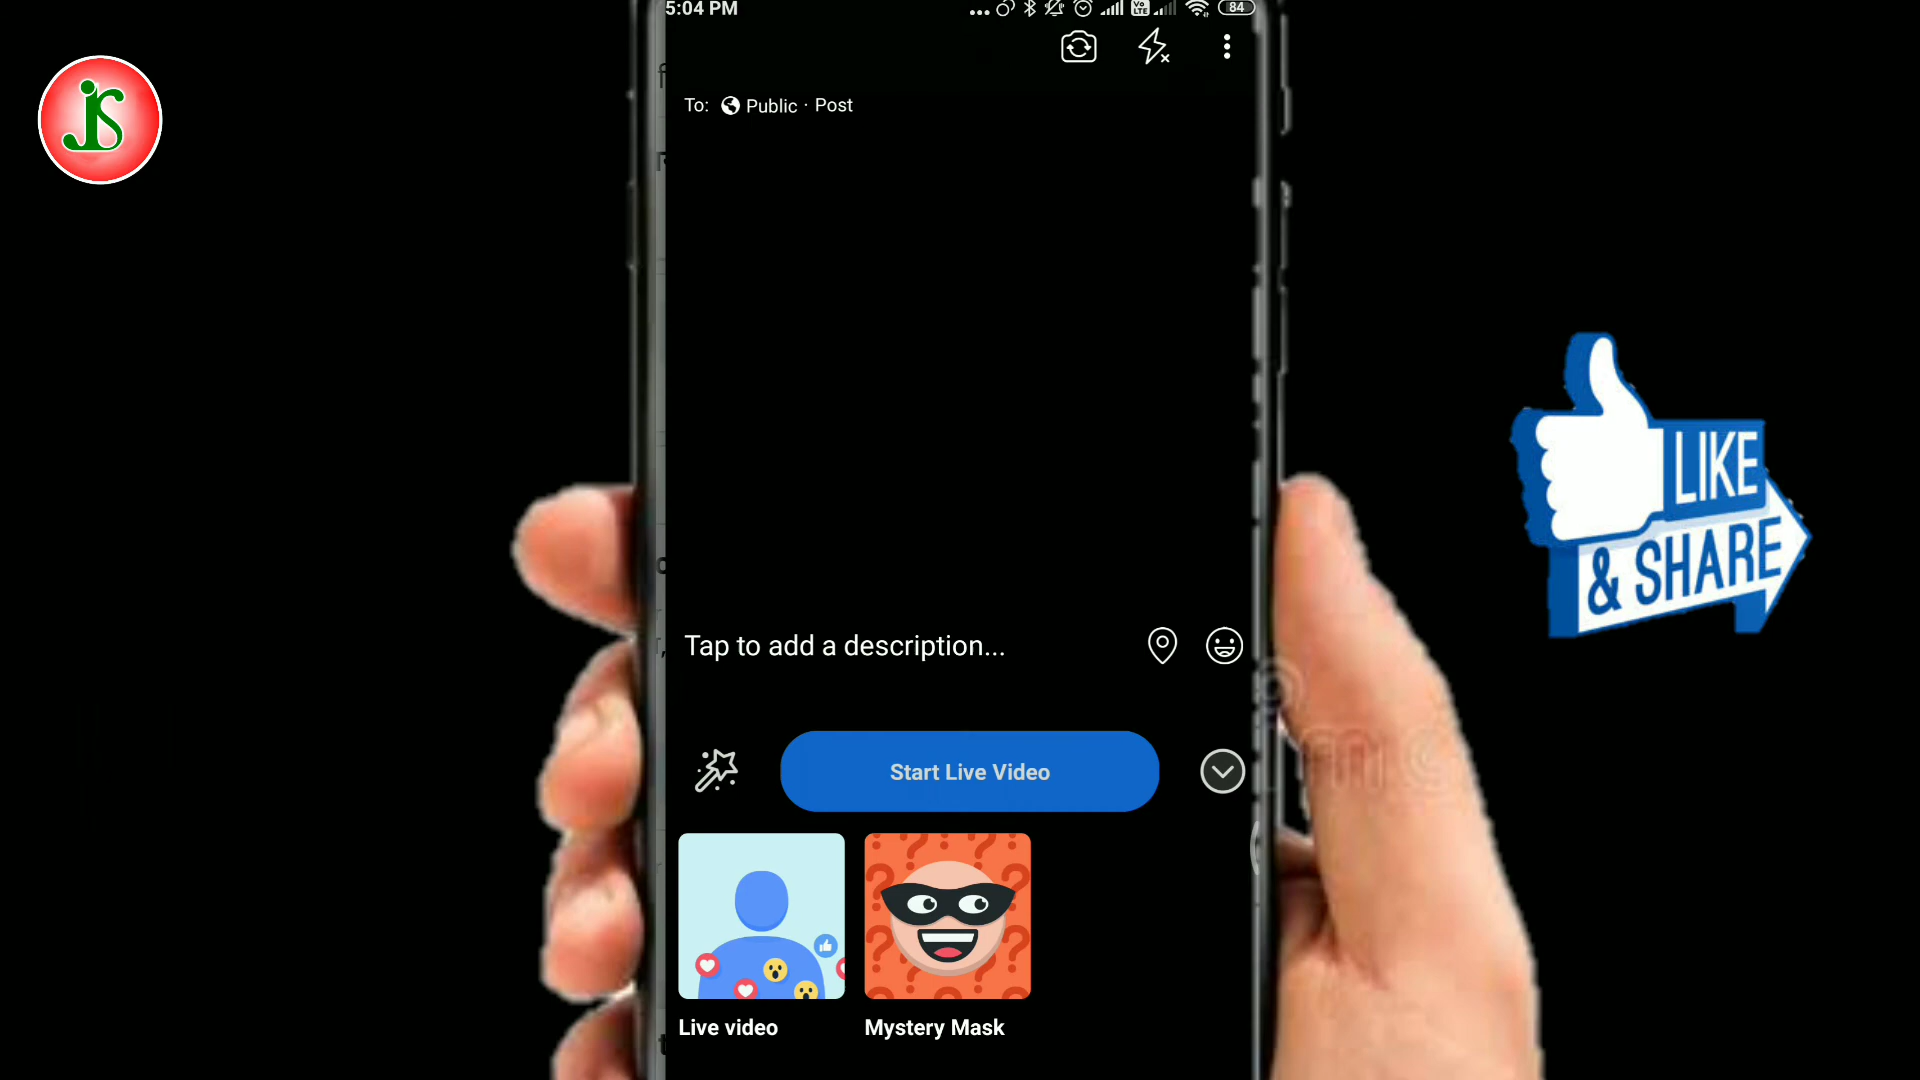 5:04 PM
84
To: Public · Post
LIKE
& SHARE
Tap to add a description...
Start Live Video
Live video
Mystery Mask